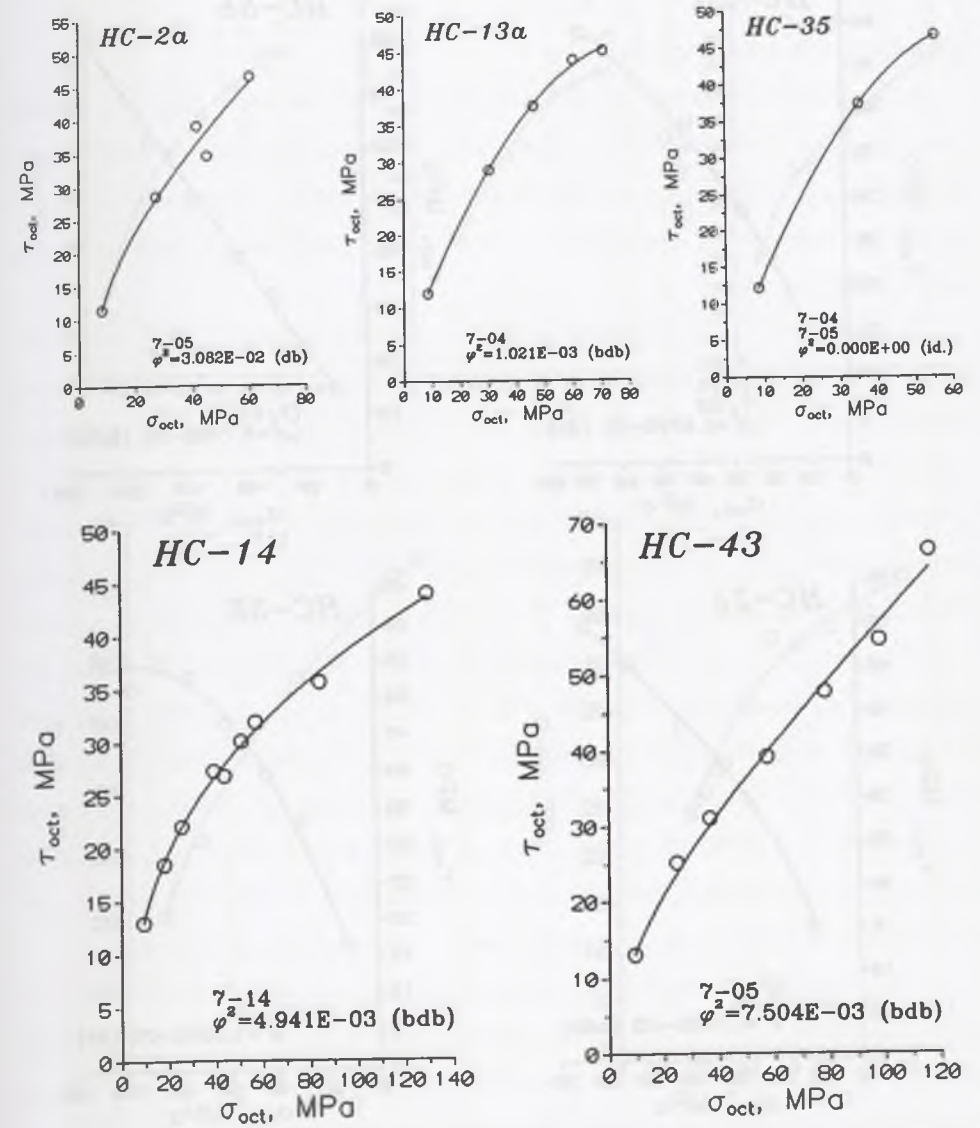 HC-2a
55
50
45
40
35
30
25
20
15
10
5
0
τoct, MPa
7-05
φ²=3.082E-02 (db)
0 20 40 60 80
σoct, MPa
HC-13a
50
45
40
35
30
25
20
15
10
5
0
τoct, MPa
7-04
φ²=1.021E-03 (bdb)
0 10 20 30 40 50 60 70 80
σoct, MPa
HC-35
50
45
40
35
30
25
20
15
10
5
0
τoct, MPa
7-04
7-05
φ²=0.000E+00 (id.)
0 10 20 30 40 50 60
σoct, MPa
HC-14
50
45
40
35
30
25
20
15
10
5
0
τoct, MPa
7-14
φ²=4.941E-03 (bdb)
0 20 40 60 80 100 120 140
σoct, MPa
HC-43
70
60
50
40
30
20
10
0
τoct, MPa
7-05
φ²=7.504E-03 (bdb)
0 20 40 60 80 100 120
σoct, MPa